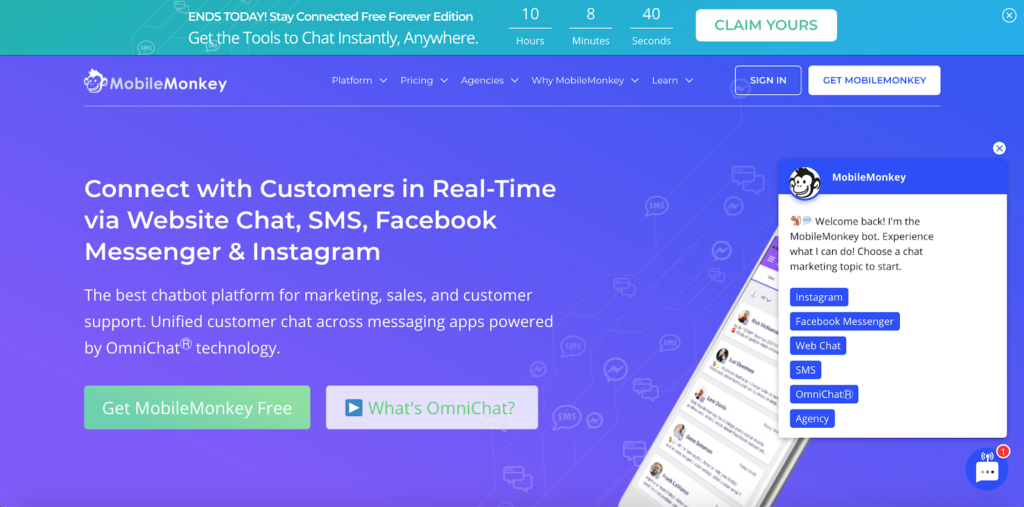 ENDS TODAY! Stay Connected Free Forever Edition
Get the Tools to Chat Instantly, Anywhere.
10
8
40
Hours
Minutes
Seconds
CLAIM YOURS
MobileMonkey
Platform
Pricing
Agencies
Why MobileMonkey
Learn
SIGN IN
GET MOBILEMONKEY
Connect with Customers in Real-Time
via Website Chat, SMS, Facebook
Messenger & Instagram
The best chatbot platform for marketing, sales, and customer
support. Unified customer chat across messaging apps powered
by OmniChat® technology.
Get MobileMonkey Free
What's OmniChat?
SMS
SMS
SMS
SMS
MobileMonkey
Welcome back! I'm the
MobileMonkey bot. Experience
what I can do! Choose a chat
marketing topic to start.
Instagram
Facebook Messenger
Web Chat
SMS
OmniChat®
Agency
1